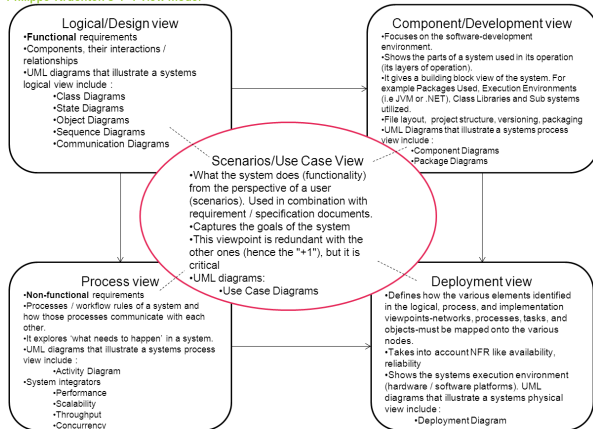 Logical/Design view
•Functional requirements
•Components, their interactions /
relationships
•UML diagrams that illustrate a systems
logical view include :
•Class Diagrams
•State Diagrams
•Object Diagrams
•Sequence Diagrams
•Communication Diagrams
Component/Development view
•Focuses on the software-development
environment.
•Shows the parts of a system used in its operation
(its layers of operation).
•It gives a building block view of the system. For
example Packages Used, Execution Environments
(i.e JVM or .NET), Class Libraries and Sub systems
utilized.
•File layout, project structure, versioning, packaging
•UML Diagrams that illustrate a systems process
view include :
•Component Diagrams
•Package Diagrams
Scenarios/Use Case View
•What the system does (functionality)
from the perspective of a user
(scenarios). Used in combination with
requirement / specification documents.
•Captures the goals of the system
•This viewpoint is redundant with the
other ones (hence the "+1"), but it is
critical
•UML diagrams:
•Use Case Diagrams
Process view
•Non-functional requirements
•Processes / workflow rules of a system and
how those processes communicate with each
other.
•It explores 'what needs to happen' in a system.
•UML diagrams that illustrate a systems process
view include :
•Activity Diagram
•System integrators
•Performance
•Scalability
•Throughput
•Concurrency
Deployment view
•Defines how the various elements identified
in the logical, process, and implementation
viewpoints-networks, processes, tasks, and
objects-must be mapped onto the various
nodes.
•Takes into account NFR like availability,
reliability
•Shows the systems execution environment
(hardware / software platforms). UML
diagrams that illustrate a systems physical
view include :
•Deployment Diagram